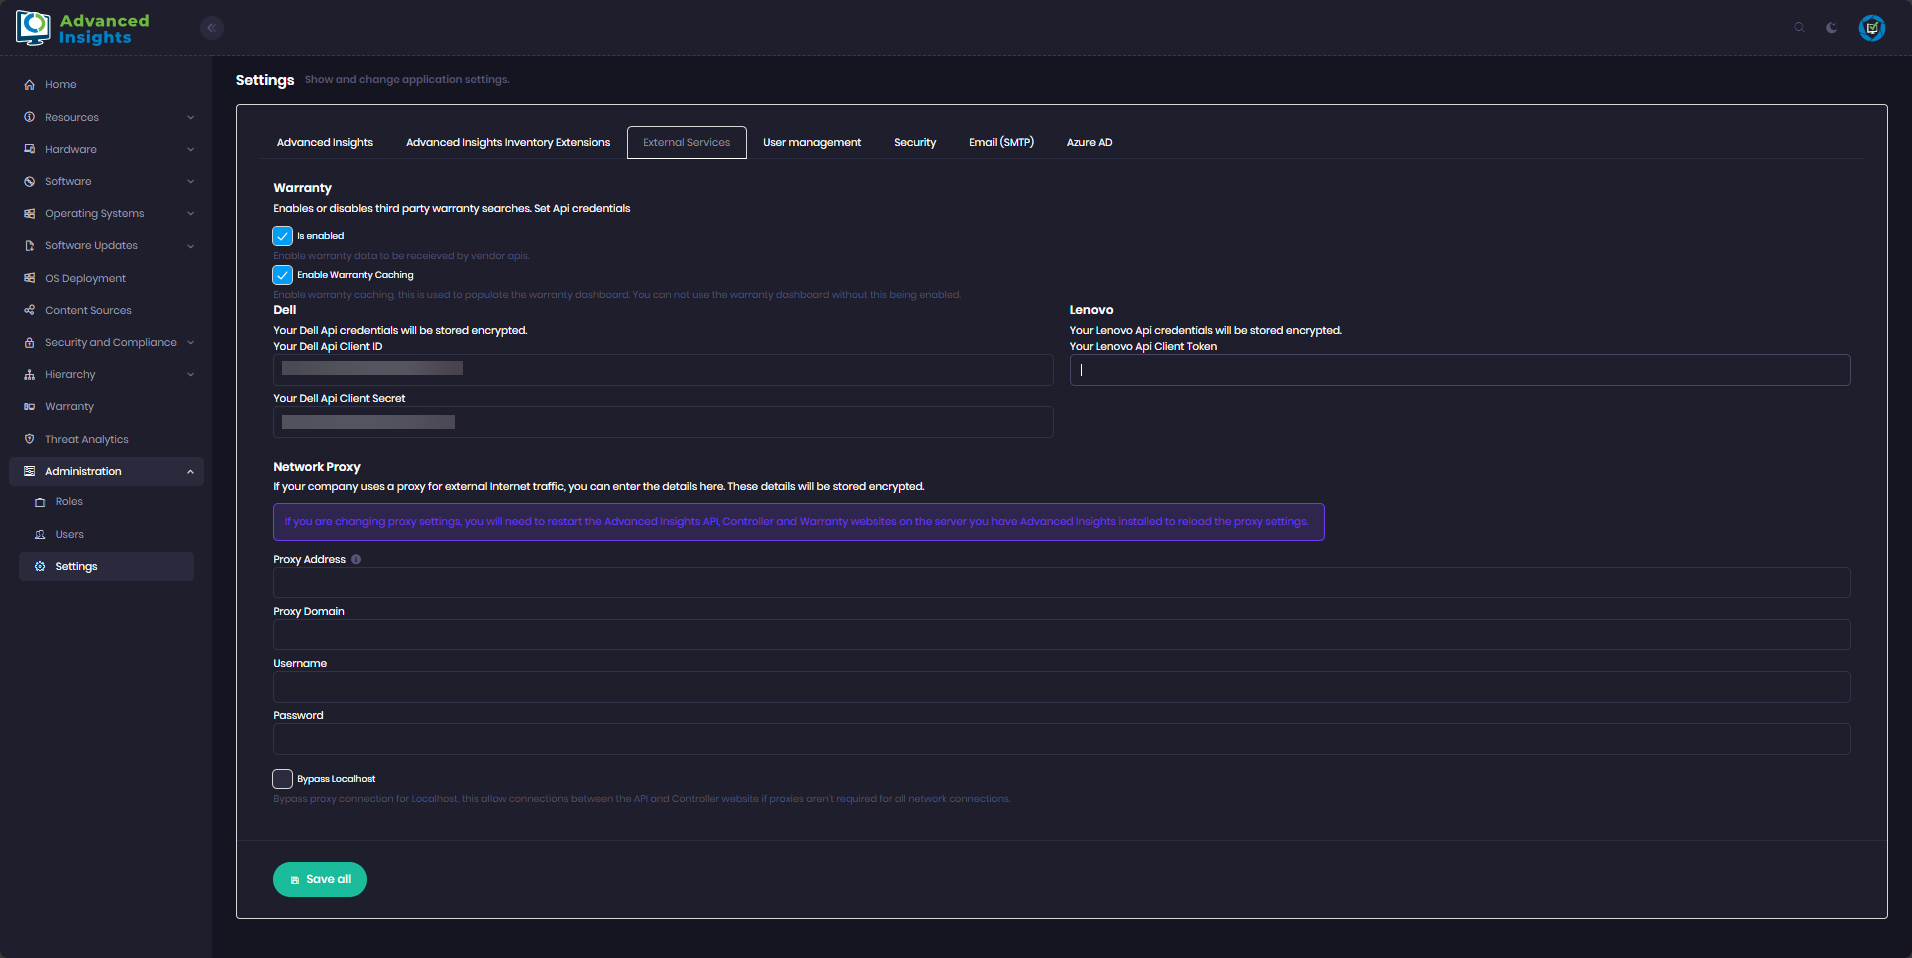 Advanced
Insights
Home
Resources
Hardware
Software
Operating Systems
Software Updates
OS Deployment
Content Sources
Security and Compliance
Hierarchy
Warranty
Threat Analytics
Administration
Roles
Users
Settings
Settings Show and change application settings.
Advanced Insights Advanced Insights Inventory Extensions External Services User management Security Email (SMTP) Azure AD
Warranty
Enables or disables third party warranty searches. Set Api credentials
Is enabled
Enable warranty data to be receieved by vendor apis.
Enable Warranty Caching
Enable warranty caching, this is used to populate the warranty dashboard. You can not use the warranty dashboard without this being enabled.
Dell
Your Dell Api credentials will be stored encrypted.
Your Dell Api Client ID
Your Dell Api Client Secret
Lenovo
Your Lenovo Api credentials will be stored encrypted.
Your Lenovo Api Client Token
Network Proxy
If your company uses a proxy for external Internet traffic, you can enter the details here. These details will be stored encrypted.
If you are changing proxy settings, you will need to restart the Advanced Insights API, Controller and Warranty websites on the server you have Advanced Insights installed to reload the proxy settings.
Proxy Address
Proxy Domain
Username
Password
Bypass Localhost
Bypass proxy connection for Localhost, this allow connections between the API and Controller website if proxies aren't required for all network connections.
Save all